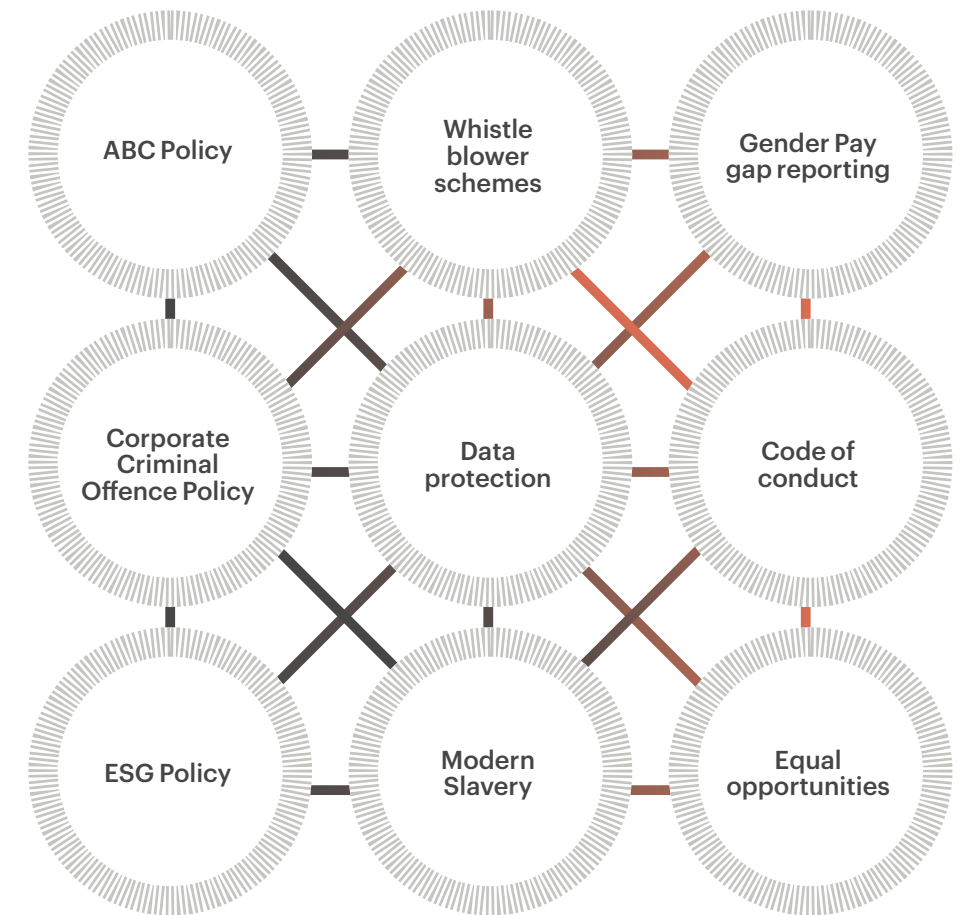 ABC Policy
Whistle
blower
schemes
Gender Pay
gap reporting
Corporate
Criminal
Offence Policy
Data
protection
Code of
conduct
ESG Policy
Modern
Slavery
Equal
opportunities